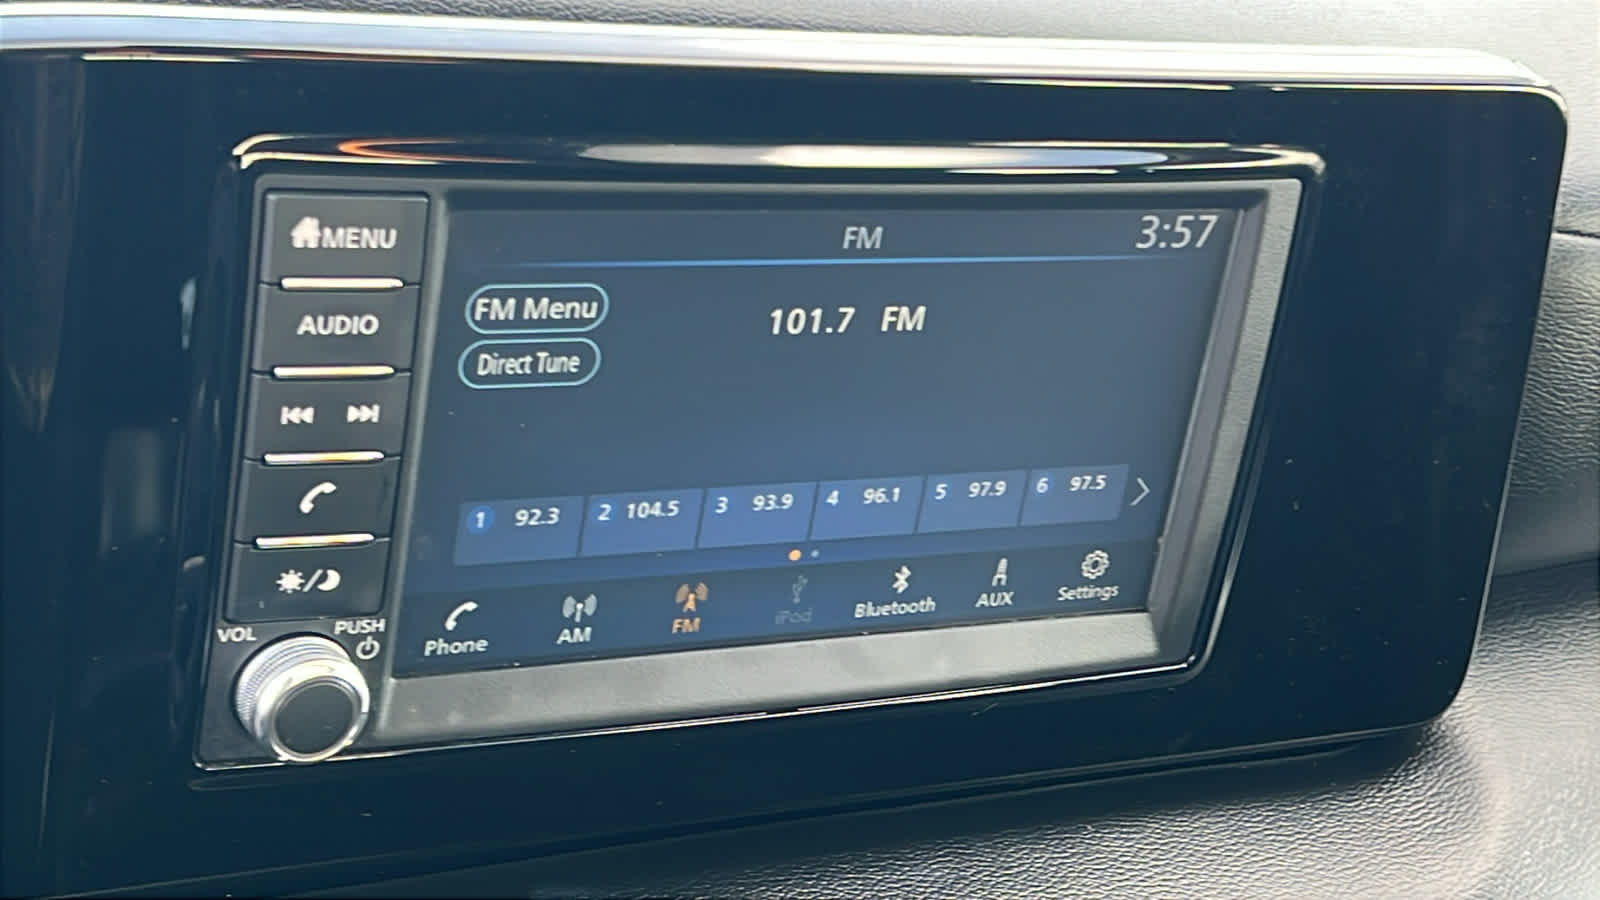 MENU
AUDIO
VOL
PUSH
FM
3:57
FM Menu
101.7 FM
Direct Tune
1 92.3
2 104.5
3 93.9
4 96.1
5 97.9
6 97.5
Phone
AM
FM
iPod
Bluetooth
AUX
Settings